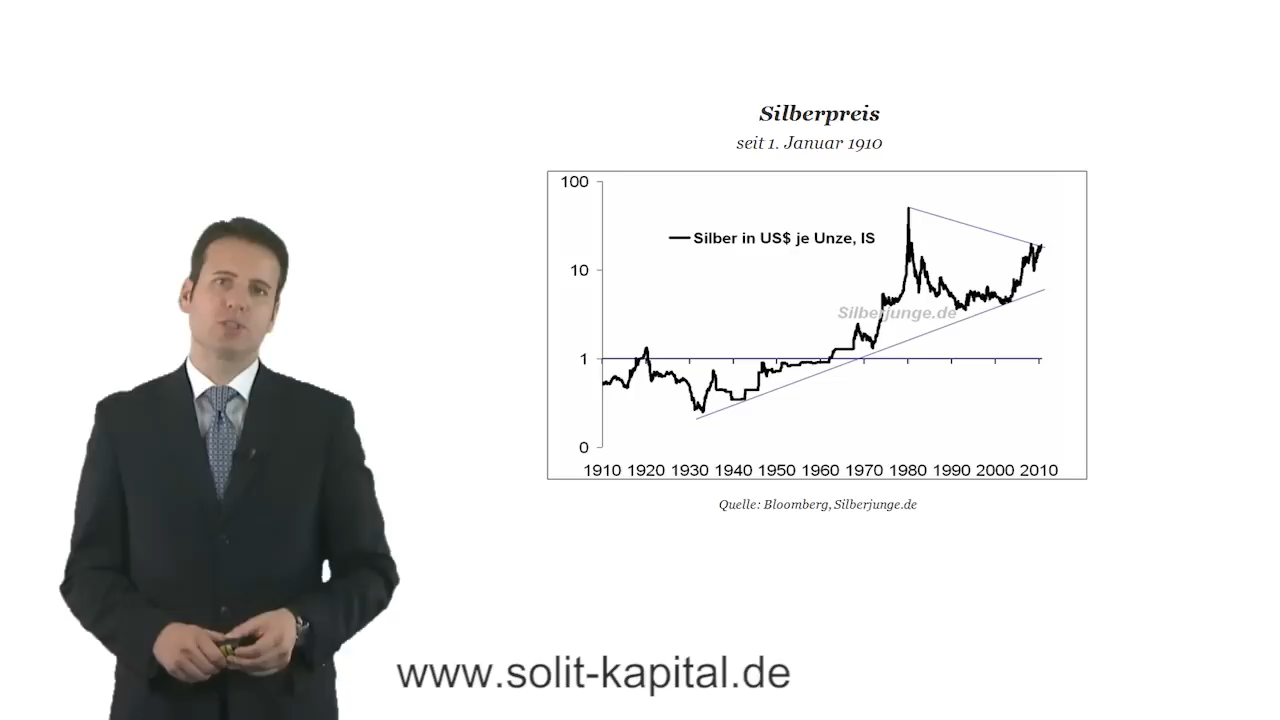 Silberpreis
seit 1. Januar 1910
100
Silber in US$ je Unze, IS
10
Silberjunge.de
1
0
1910 1920 1930 1940 1950 1960 1970 1980 1990 2000 2010
Quelle: Bloomberg, Silberjunge.de
www.solit-kapital.de